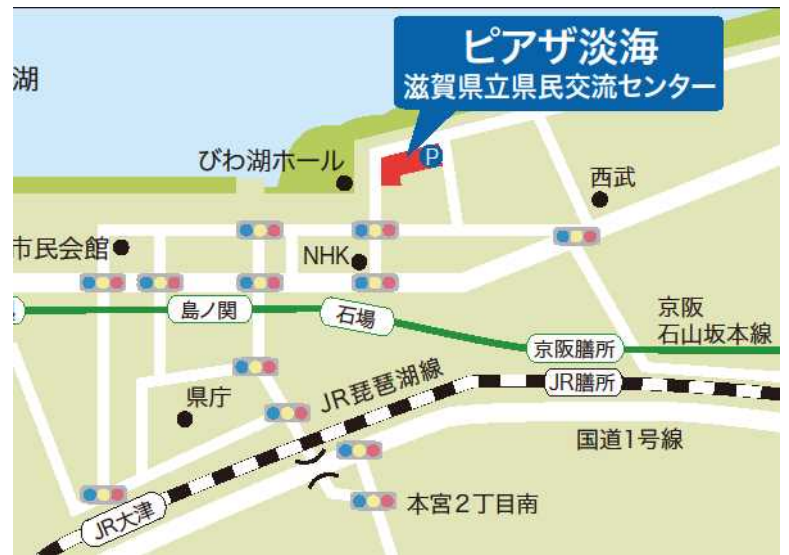 ピアザ淡海
滋賀県立県民交流センター
湖
P
びわ湖ホール
西武
市民会館
NHK
島ノ関
石場
京阪
石山坂本線
京阪膳所
県庁
JR琵琶湖線
JR膳所
国道1号線
本宮2丁目南
JR大津